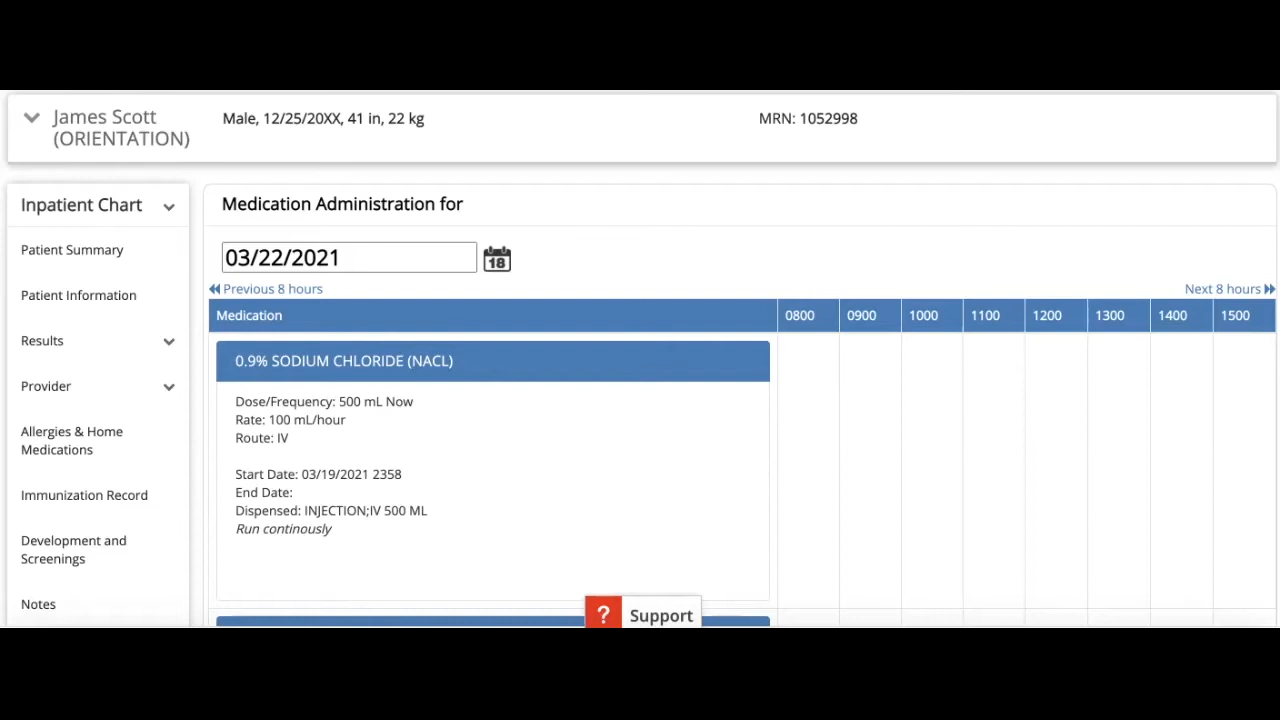 James Scott
(ORIENTATION)
Male, 12/25/20XX, 41 in, 22 kg
MRN: 1052998
Inpatient Chart
Patient Summary
Patient Information
Results
Provider
Allergies & Home
Medications
Immunization Record
Development and
Screenings
Notes
Medication Administration for
03/22/2021
18
Previous 8 hours
Next 8 hours
Medication
0800
0900
1000
1100
1200
1300
1400
1500
0.9% SODIUM CHLORIDE (NACL)
Dose/Frequency: 500 mL Now
Rate: 100 mL/hour
Route: IV
Start Date: 03/19/2021 2358
End Date:
Dispensed: INJECTION;IV 500 ML
Run continously
? Support